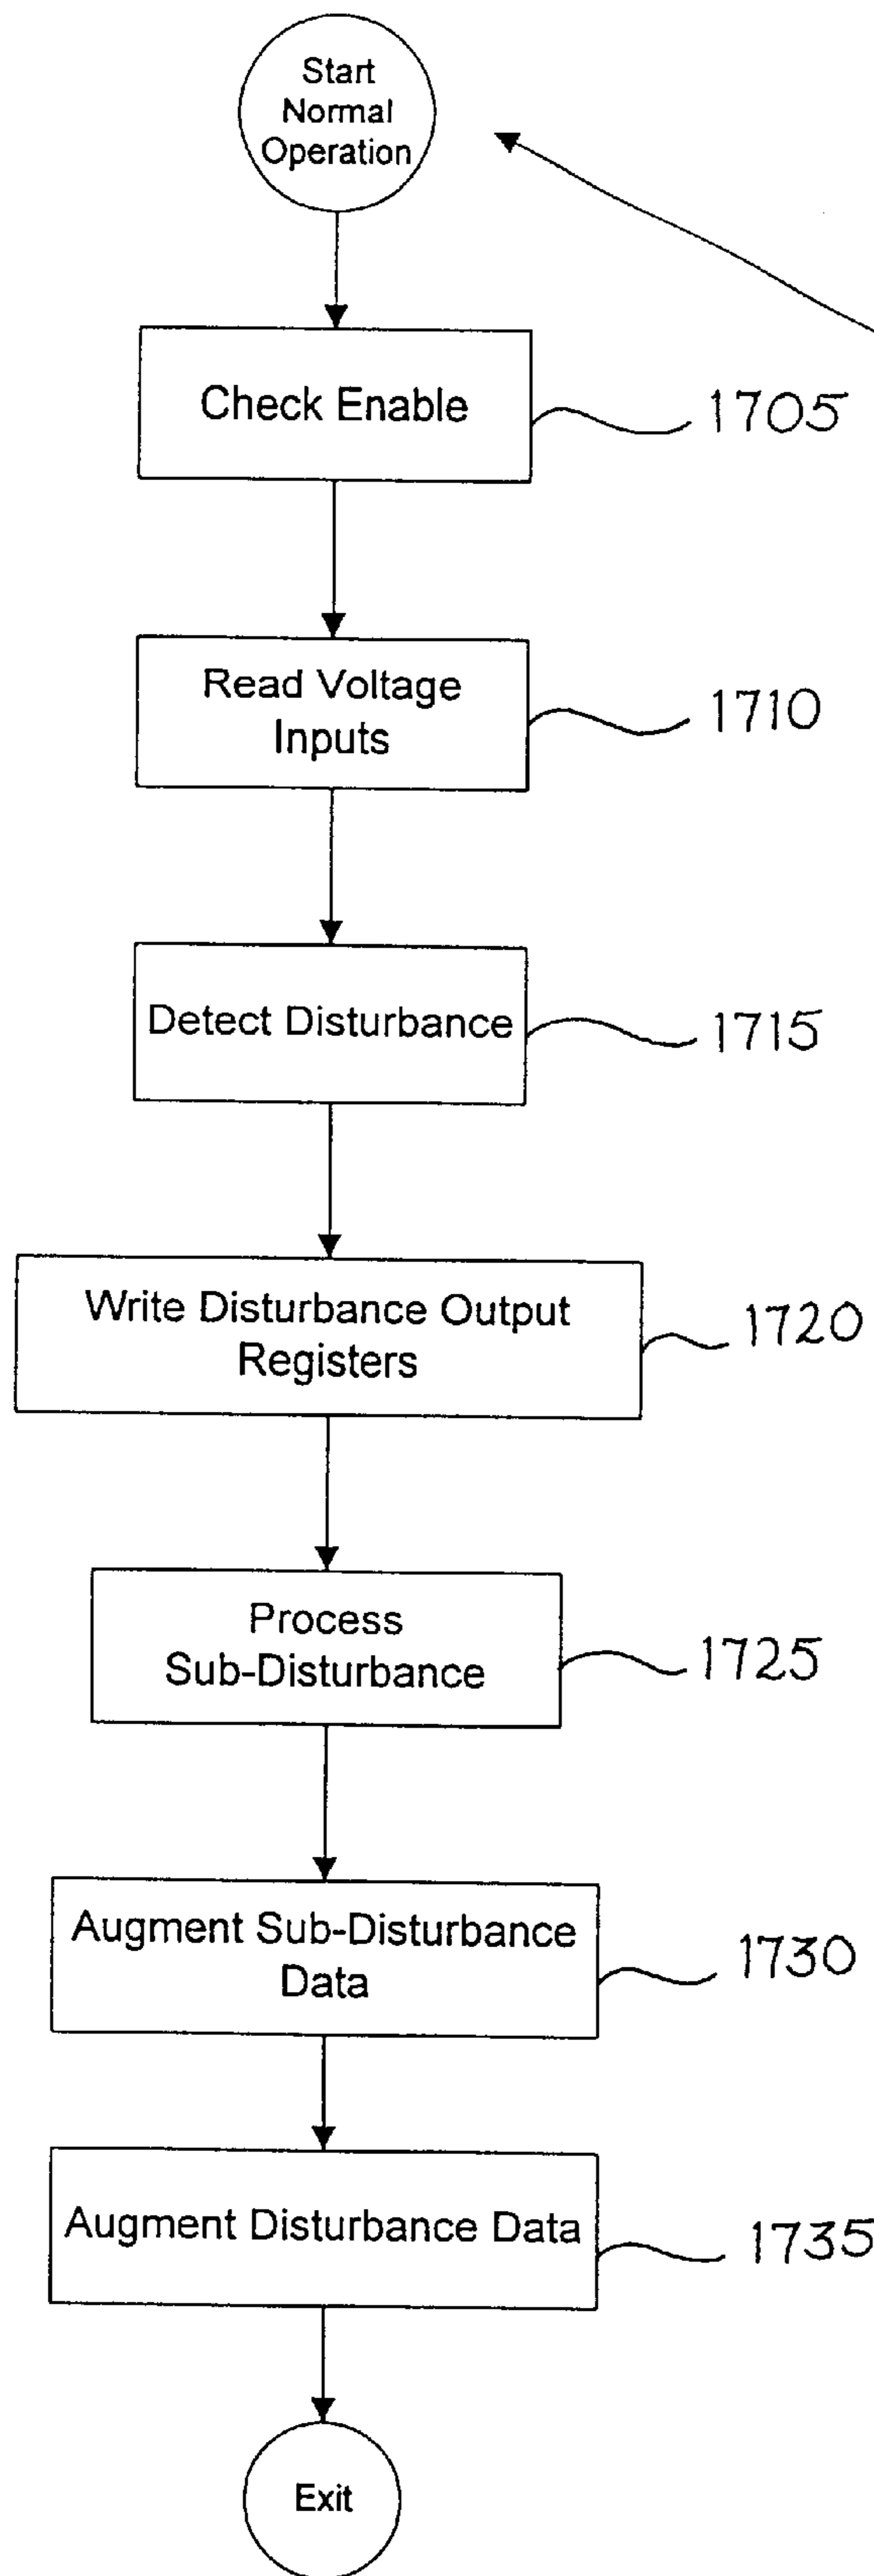 Start
Normal
Operation
Check Enable
1705
Read Voltage
Inputs
1710
Detect Disturbance
1715
Write Disturbance Output
Registers
1720
Process
Sub-Disturbance
1725
Augment Sub-Disturbance
Data
1730
Augment Disturbance Data
1735
Exit